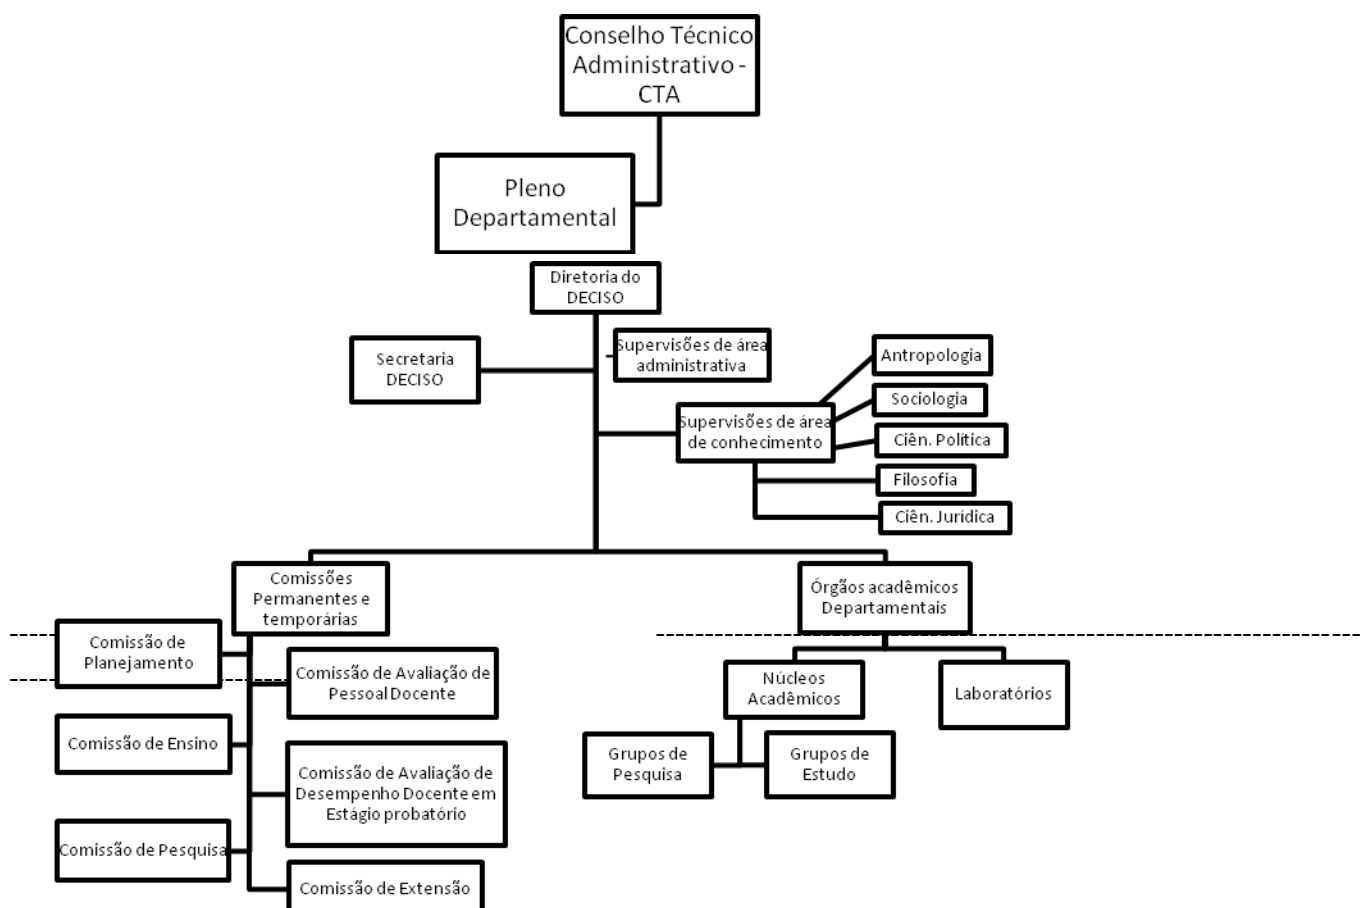 Conselho Técnico
Administrativo -
CTA
Pleno
Departamental
Diretoria do
DECISO
Secretaria
DECISO
Supervisões de área
administrativa
Antropologia
Sociologia
Supervisões de área
de conhecimento
Ciên. Política
Filosofia
Ciên. Jurídica
Comissões
Permanentes e
temporárias
Órgãos acadêmicos
Departamentais
Comissão de
Planejamento
Comissão de Avaliação de
Pessoal Docente
Núcleos
Acadêmicos
Laboratórios
Comissão de Ensino
Grupos de
Pesquisa
Grupos de
Estudo
Comissão de Avaliação de
Desempenho Docente em
Estágio probatório
Comissão de Pesquisa
Comissão de Extensão